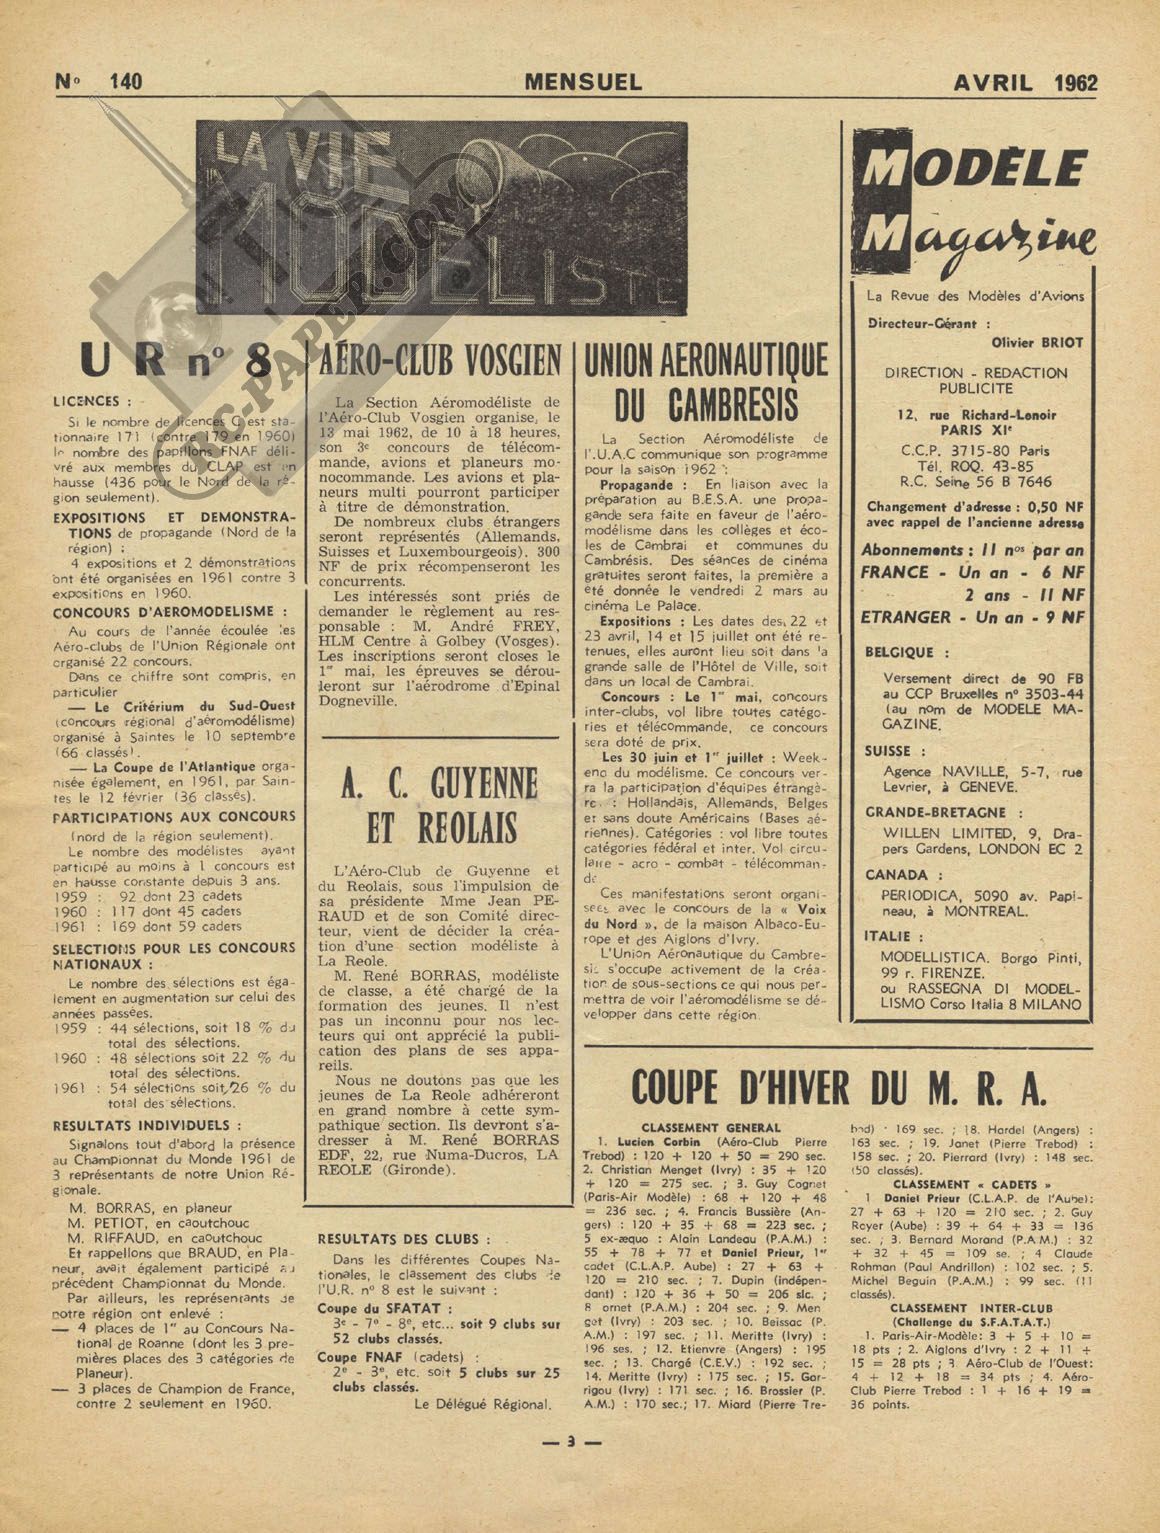 No 140
MENSUEL
AVRIL 1962
LA VIE
MODÉLISTE
U R no 8
LICENCES :
Si le nombre de licences C est sta-
tionnaire 171 (contre 179 en 1960)
le nombre des papillons FNAF déli-
vré aux membres du CLAP est en
hausse (436 pour le Nord de la ré-
gion seulement).
EXPOSITIONS ET DEMONSTRA-
TIONS de propagande (Nord de la
région) :
4 expositions et 2 démonstrations
ont été organisées en 1961 contre 3
expositions en 1960.
CONCOURS D'AEROMODELISME :
Au cours de l'année écoulée les
Aéro-clubs de l'Union Régionale ont
organisé 22 concours.
Dans ce chiffre sont compris, en
particulier
— Le Critérium du Sud-Ouest
(concours régional d'aéromodélisme)
organisé à Saintes le 10 septembre
(66 classés).
— La Coupe de l'Atlantique orga-
nisée également, en 1961, par Sain-
tes le 12 février (36 classés).
PARTICIPATIONS AUX CONCOURS
(nord de la région seulement).
Le nombre des modélistes ayant
participé au moins à 1 concours est
en hausse constante depuis 3 ans.
1959 : 92 dont 23 cadets
1960 : 117 dont 45 cadets
1961 : 169 dont 59 cadets
SELECTIONS POUR LES CONCOURS
NATIONAUX :
Le nombre des sélections est éga-
lement en augmentation sur celui des
années passées.
1959 : 44 sélections, soit 18 % du
total des sélections.
1960 : 48 sélections soit 22 % du
total des sélections.
1961 : 54 sélections soit 26 % du
total des sélections.
RESULTATS INDIVIDUELS :
Signalons tout d'abord la présence
au Championnat du Monde 1961 de
3 représentants de notre Union Ré-
gionale.
M. BORRAS, en planeur
M. PETIOT, en caoutchouc
M. RIFFAUD, en caoutchouc
Et rappellons que BRAUD, en Pla-
neur, avait également participé au
précédent Championnat du Monde.
Par ailleurs, les représentants de
notre région ont enlevé :
— 4 places de 1er au Concours Na-
tional de Roanne (dont les 3 pre-
mières places des 3 catégories de
Planeur).
— 3 places de Champion de France,
contre 2 seulement en 1960.
AÉRO-CLUB VOSGIEN
La Section Aéromodéliste de
l'Aéro-Club Vosgien organise, le
13 mai 1962, de 10 à 18 heures,
son 3e concours de télécom-
mande, avions et planeurs mo-
nocommande. Les avions et pla-
neurs multi pourront participer
à titre de démonstration.
De nombreux clubs étrangers
seront représentés (Allemands,
Suisses et Luxembourgeois). 300
NF de prix récompenseront les
concurrents.
Les intéressés sont priés de
demander le règlement au res-
ponsable : M. André FREY,
HLM Centre à Golbey (Vosges).
Les inscriptions seront closes le
1er mai, les épreuves se dérou-
leront sur l'aérodrome d'Epinal
Dogneville.
A. C. GUYENNE
ET REOLAIS
L'Aéro-Club de Guyenne et
du Reolais, sous l'impulsion de
sa présidente Mme Jean PE-
RAUD et de son Comité direc-
teur, vient de décider la créa-
tion d'une section modéliste à
La Reole.
M. René BORRAS, modéliste
de classe, a été chargé de la
formation des jeunes. Il n'est
pas un inconnu pour nos lec-
teurs qui ont apprécié la publi-
cation des plans de ses appa-
reils.
Nous ne doutons pas que les
jeunes de La Reole adhéreront
en grand nombre à cette sym-
pathique section. Ils devront s'a-
dresser à M. René BORRAS
EDF, 22, rue Numa-Ducros, LA
REOLE (Gironde).
RESULTATS DES CLUBS :
Dans les différentes Coupes Na-
tionales, le classement des clubs de
l'U.R. no 8 est le suivant :
Coupe du SFATAT :
3e - 7o - 8e, etc... soit 9 clubs sur
52 clubs classés.
Coupe FNAF (cadets) :
2e - 3e, etc. soit 5 clubs sur 25
clubs classés.
Le Délégué Régional.
UNION AERONAUTIQUE
DU CAMBRESIS
La Section Aéromodéliste de
l'.U.A.C communique son programme
pour la saison 1962 :
Propagande : En liaison avec la
préparation au B.E.S.A. une propa-
gande sera faite en faveur de l'aéro-
modélisme dans les collèges et éco-
les de Cambrai et communes du
Cambrésis. Des séances de cinéma
gratuites seront faites, la première a
été donnée le vendredi 2 mars au
cinéma Le Palace.
Expositions : Les dates des, 22 et
23 avril, 14 et 15 juillet ont été re-
tenues, elles auront lieu soit dans la
grande salle de l'Hôtel de Ville, soit
dans un local de Cambrai.
Concours : Le 1er mai, concours
inter-clubs, vol libre toutes catégo-
ries et télécommande, ce concours
sera doté de prix.
Les 30 juin et 1er juillet : Week-
end du modélisme. Ce concours ver-
ra la participation d'équipes étrangè-
re. : Hollandais, Allemands, Belges
et sans doute Américains (Bases aé-
riennes). Catégories : vol libre toutes
catégories fédéral et inter. Vol circu-
laire - acro - combat - télécomman-
de
Ces manifestations seront organi-
sées avec le concours de la « Voix
du Nord », de la maison Albaco-Eu-
rope et des Aiglons d'Ivry.
L'Union Aéronautique du Cambre-
sis s'occupe activement de la créa-
tion de sous-sections ce qui nous per-
mettra de voir l'aéromodélisme se dé-
velopper dans cette région.
MODÈLE
Magazine
La Revue des Modèles d'Avions
Directeur-Gérant :
Olivier BRIOT
DIRECTION - REDACTION
PUBLICITE
12, rue Richard-Lenoir
PARIS XIe
C.C.P. 3715-80 Paris
Tél. ROQ. 43-85
R.C. Seine 56 B 7646
Changement d'adresse : 0,50 NF
avec rappel de l'ancienne adresse
Abonnements : 11 nos par an
FRANCE - Un an - 6 NF
2 ans - 11 NF
ETRANGER - Un an - 9 NF
BELGIQUE :
Versement direct de 90 FB
au CCP Bruxelles no 3503-44
(au nom de MODELE MA-
GAZINE.
SUISSE :
Agence NAVILLE, 5-7, rue
Levrier, à GENEVE.
GRANDE-BRETAGNE :
WILLEN LIMITED, 9, Dra-
pers Gardens, LONDON EC 2
CANADA :
PERIODICA, 5090 av. Papi-
neau, à MONTREAL.
ITALIE :
MODELLISTICA. Borgo Pinti,
99 r. FIRENZE.
ou RASSEGNA DI MODEL-
LISMO Corso Italia 8 MILANO
COUPE D'HIVER DU M. R. A.
CLASSEMENT GENERAL
1. Lucien Corbin (Aéro-Club Pierre
Trebod) : 120 + 120 + 50 = 290 sec.
2. Christian Menget (Ivry) : 35 + 120
+ 120 = 275 sec. ; 3. Guy Cognet
(Paris-Air Modèle) : 68 + 120 + 48
= 236 sec. ; 4. Francis Bussière (An-
gers) : 120 + 35 + 68 = 223 sec. ;
5 ex-æquo : Alain Landeau (P.A.M.) :
55 + 78 + 77 et Daniel Prieur, 1er
cadet (C.L.A.P. Aube) : 27 + 63 +
120 = 210 sec. ; 7. Dupin (indépen-
dant) : 120 + 36 + 50 = 206 slc. ;
8 ornet (P.A.M.) : 204 sec. ; 9. Men
get (Ivry) : 203 sec. ; 10. Beissac (P.
A.M.) : 197 sec. ; 11. Meritte (Ivry) :
196 ses. ; 12. Etienvre (Angers) : 195
sec. ; 13. Chargé (C.E.V.) : 192 sec. ;
14. Meritte (Ivry) : 175 sec. ; 15. Gar-
rigou (Ivry) : 171 sec. ; 16. Brossier (P.
A.M.) : 170 sec.; 17. Miard (Pierre Tre-
bod) : 169 sec. ; 18. Hardel (Angers) :
163 sec. ; 19. Janet (Pierre Trebod) :
158 sec. ; 20. Pierrard (Ivry) : 148 sec.
(50 classés).
CLASSEMENT « CADETS »
1 Daniel Prieur (C.L.A.P. de l'Aube):
27 + 63 + 120 = 210 sec. ; 2. Guy
Royer (Aube) : 39 + 64 + 33 = 136
sec. ; 3. Bernard Morand (P.A.M.) : 32
+ 32 + 45 = 109 se. ; 4 Claude
Rohman (Paul Andrillon) : 102 sec. ; 5.
Michel Beguin (P.A.M.) : 99 sec. (11
classés).
CLASSEMENT INTER-CLUB
(Challenge du S.F.A.T.A.T.)
1. Paris-Air-Modèle: 3 + 5 + 10 =
18 pts ; 2. Aiglons d'Ivry : 2 + 11 +
15 = 28 pts ; 3 Aéro-Club de l'Ouest:
4 + 12 + 18 = 34 pts ; 4. Aéro-
Club Pierre Trebod : 1 + 16 + 19 =
36 points.
— 3 —
RC-PAPER.COM